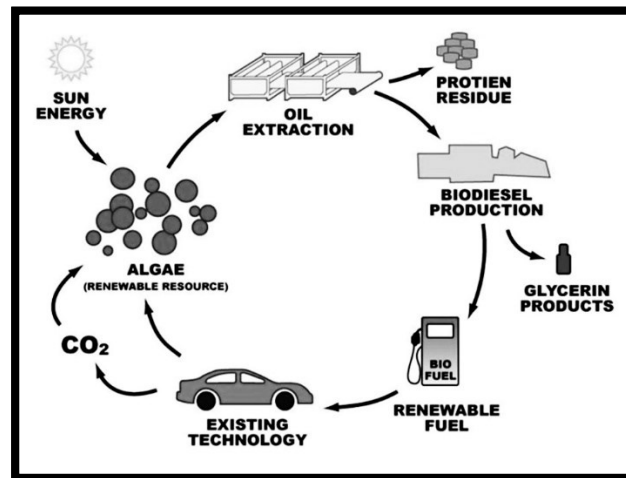 SUN
ENERGY
OIL
EXTRACTION
PROTIEN
RESIDUE
BIODIESEL
PRODUCTION
GLYCERIN
PRODUCTS
BIO
FUEL
RENEWABLE
FUEL
EXISTING
TECHNOLOGY
CO₂
ALGAE
(RENEWABLE RESOURCE)